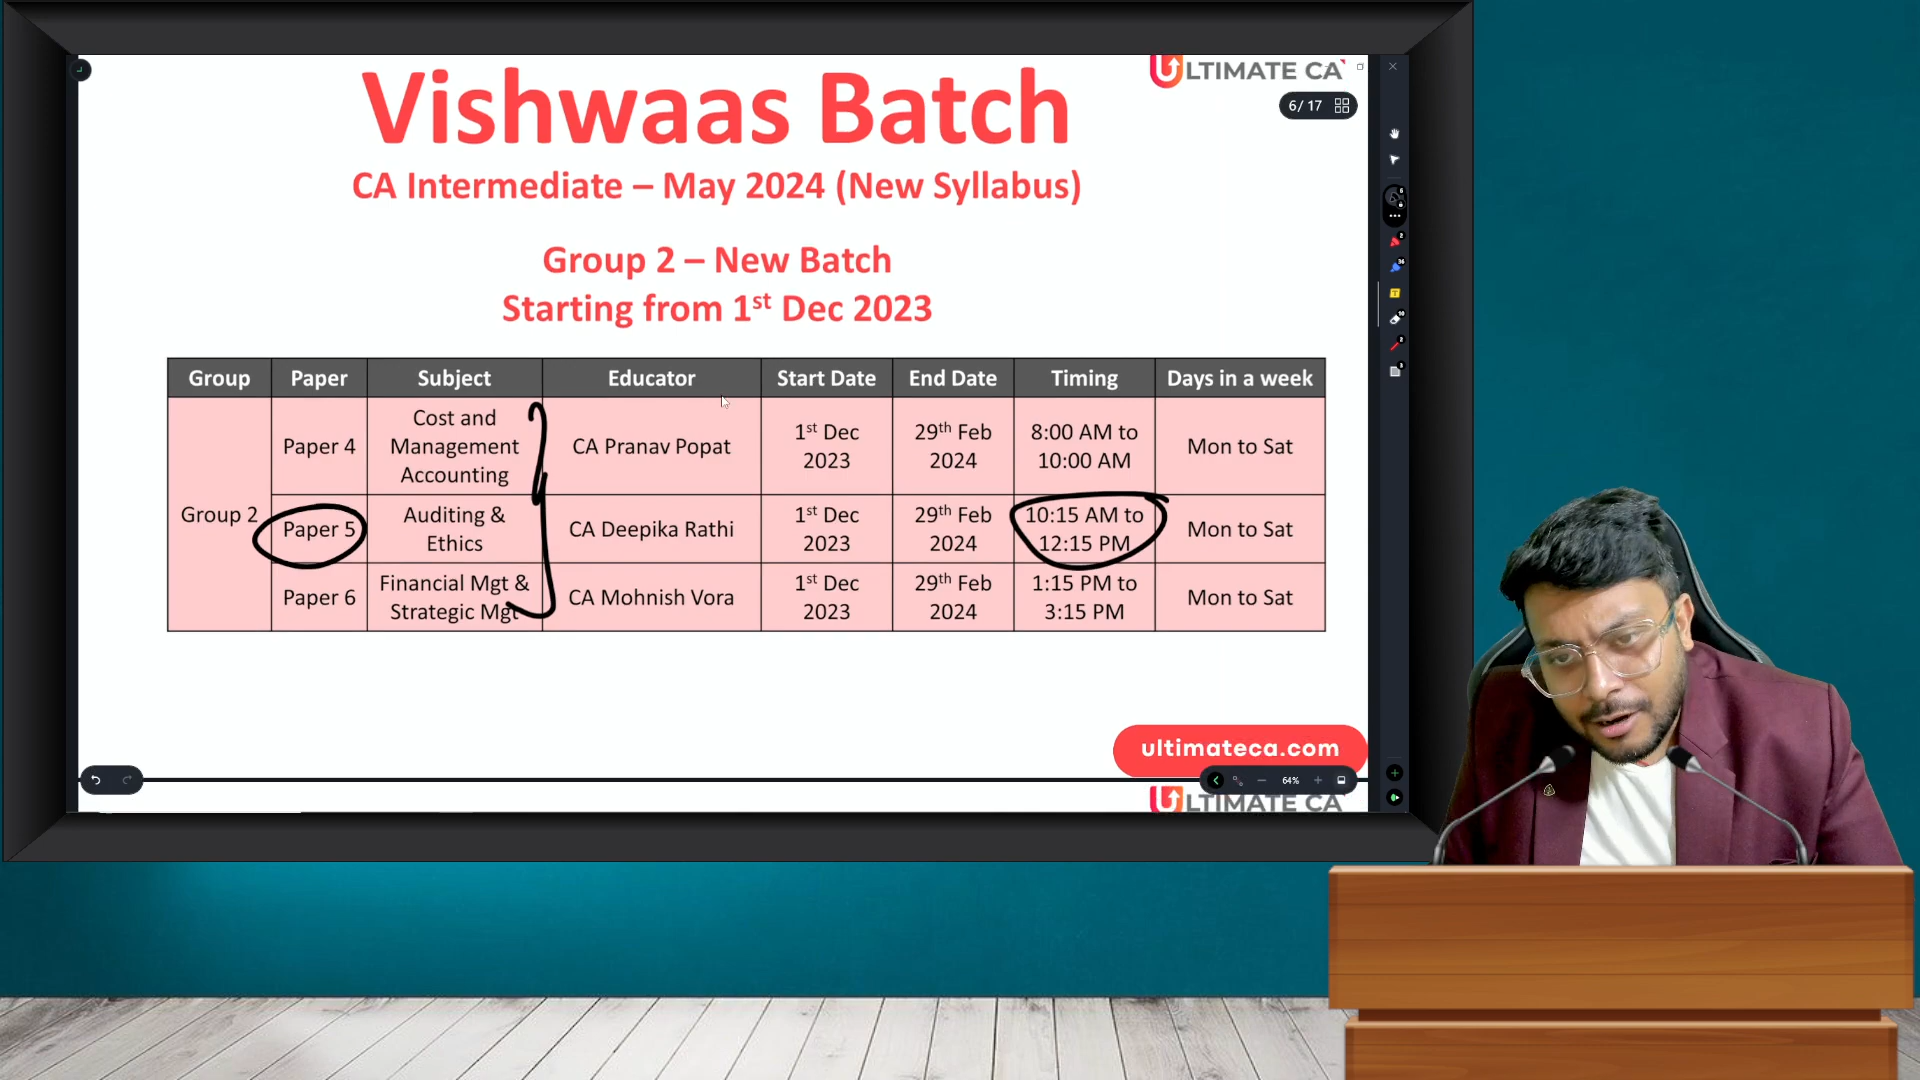 ULTIMATE CA
6/ 17
Vishwaas Batch
CA Intermediate – May 2024 (New Syllabus)
Group 2 – New Batch
Starting from 1st Dec 2023
Group Paper Subject Educator Start Date End Date Timing Days in a week
Group 2
Paper 4
Cost and
Management
Accounting
CA Pranav Popat
1st Dec
2023
29th Feb
2024
8:00 AM to
10:00 AM
Mon to Sat
Paper 5
Auditing &
Ethics
CA Deepika Rathi
1st Dec
2023
29th Feb
2024
10:15 AM to
12:15 PM
Mon to Sat
Paper 6
Financial Mgt &
Strategic Mgt
CA Mohnish Vora
1st Dec
2023
29th Feb
2024
1:15 PM to
3:15 PM
Mon to Sat
ultimateca.com
64%
ULTIMATE CA